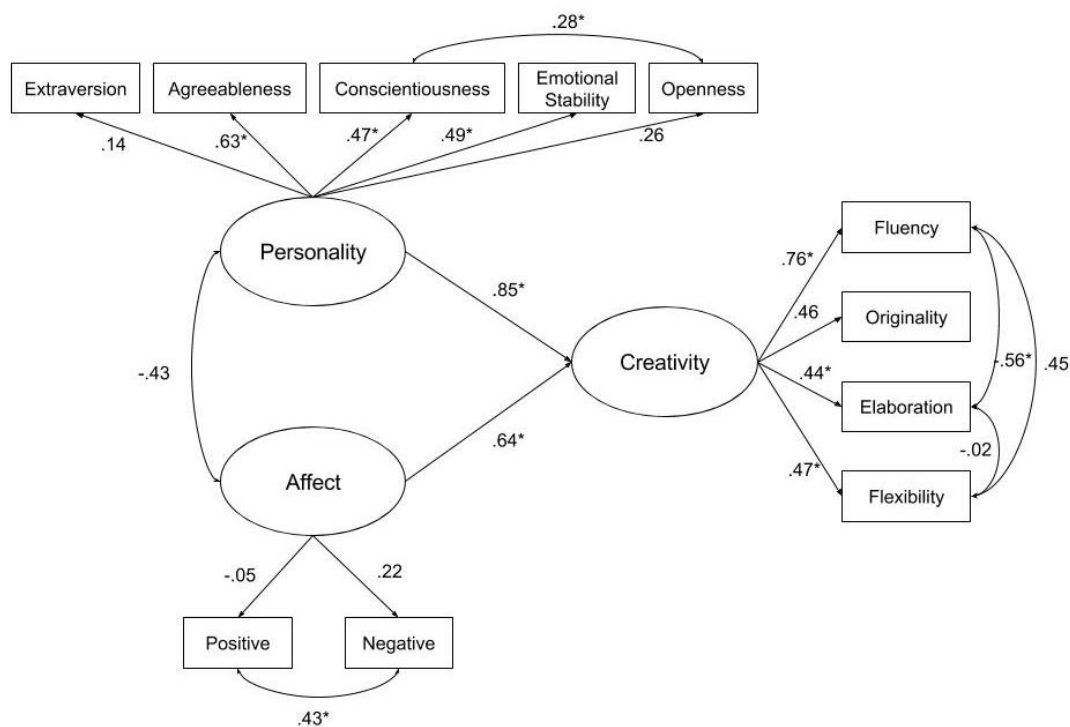 .28*
Extraversion
Agreeableness
Conscientiousness
Emotional
Stability
Openness
.14
.63*
.47*
.49*
.26
Personality
Fluency
.76*
.85*
.46
Originality
Creativity
-.43
-.56*
.45
.44*
Elaboration
.64*
-.02
Affect
.47*
Flexibility
-.05
.22
Positive
Negative
.43*